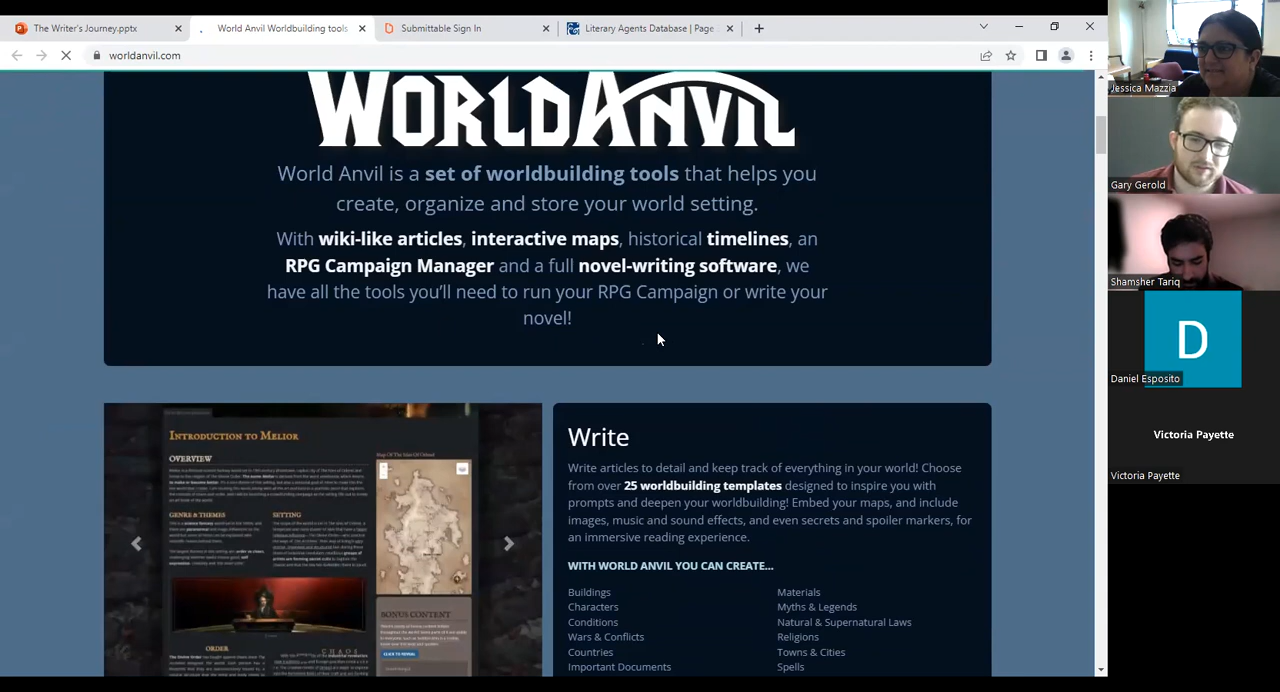 The Writer's Journey.pptx
World Anvil Worldbuilding tools
Submittable Sign In
Literary Agents Database | Page
worldanvil.com
WORLDANVIL
World Anvil is a set of worldbuilding tools that helps you
create, organize and store your world setting.
With wiki-like articles, interactive maps, historical timelines, an
RPG Campaign Manager and a full novel-writing software, we
have all the tools you'll need to run your RPG Campaign or write your
novel!
INTRODUCTION TO MELIOR
OVERVIEW
GENRE & THEMES
SETTING
ORDER
CHAOS
BONUS CONTENT
CLICK TO REVEAL
Write
Write articles to detail and keep track of everything in your world! Choose
from over 25 worldbuilding templates designed to inspire you with
prompts & deepen your worldbuilding. Embed your maps, and include
images, music and sound effects, and even secrets and spoiler markers, for
an immersive reading experience.
WITH WORLD ANVIL YOU CAN CREATE...
Buildings
Characters
Conditions
Wars & Conflicts
Countries
Important Documents
Materials
Myths & Legends
Natural & Supernatural Laws
Religions
Towns & Cities
Spells
Jessica Mazzia
Gary Gerold
Shamsher Tariq
D
Daniel Esposito
Victoria Payette
Victoria Payette